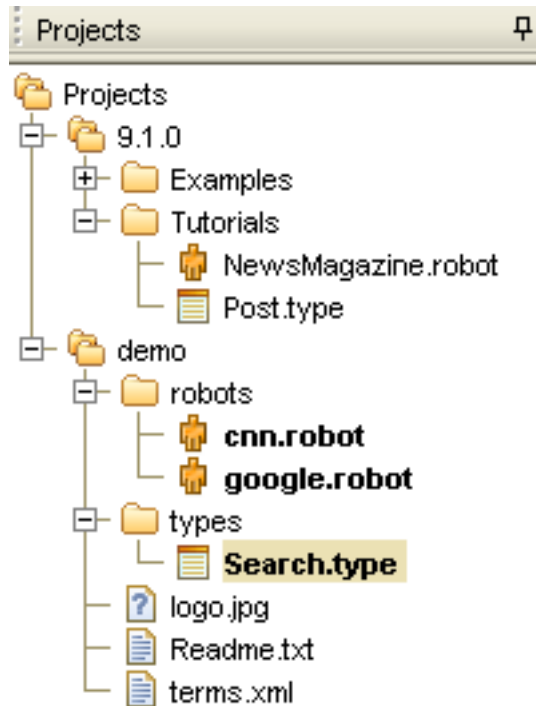 Projects
Projects
9.1.0
Examples
Tutorials
NewsMagazine.robot
Post.type
demo
robots
cnn.robot
google.robot
types
Search.type
logo.jpg
Readme.txt
terms.xml